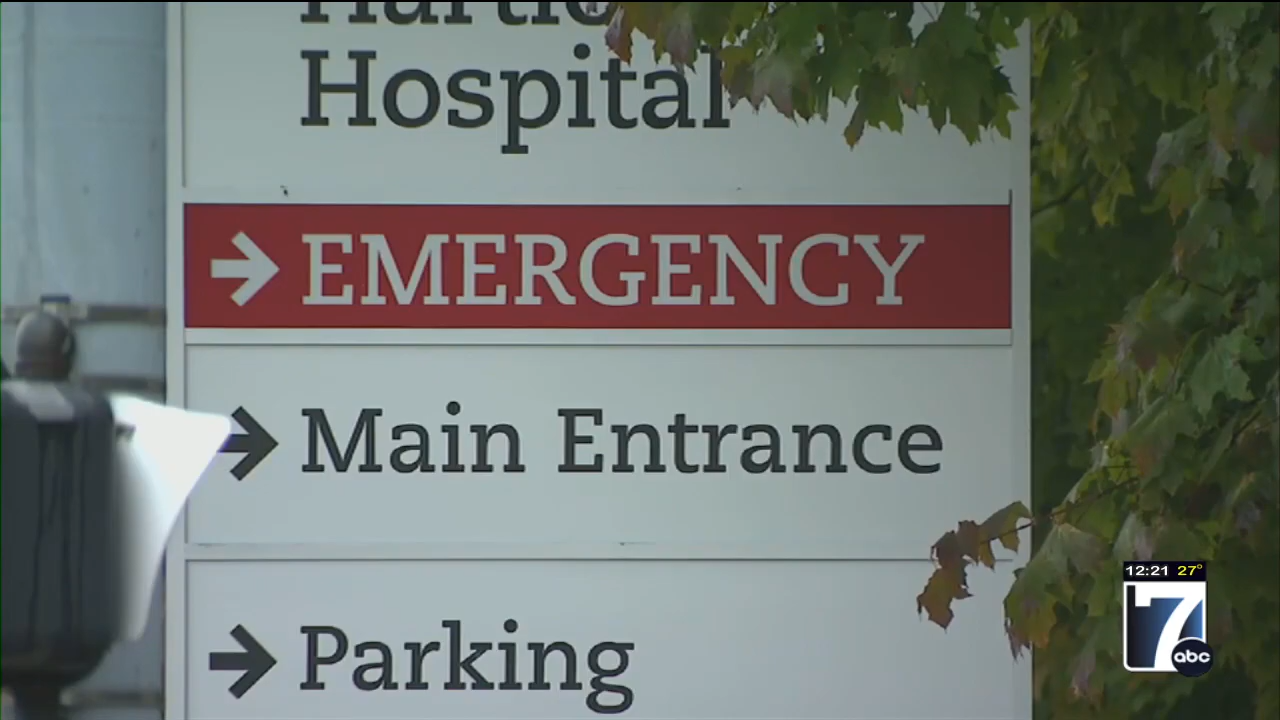 Hospital
EMERGENCY
Main Entrance
Parking
12:21 27°
7
abc